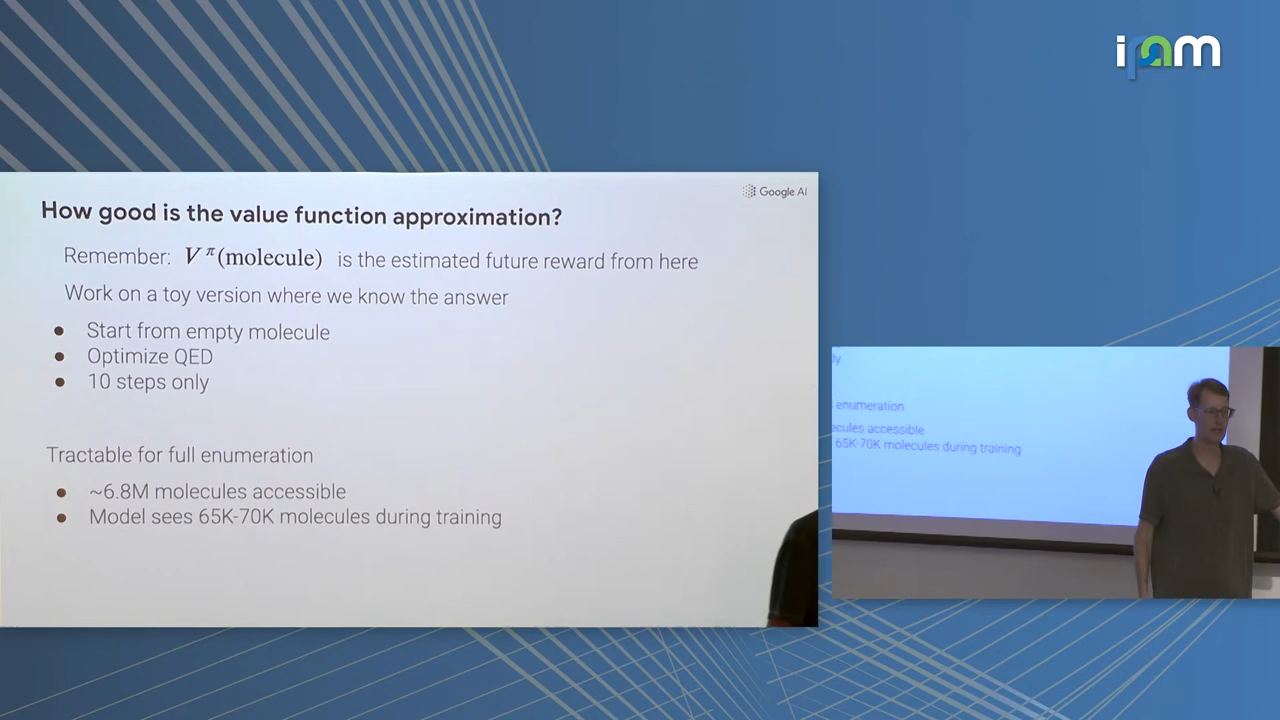 ipam
Google AI
How good is the value function approximation?
Remember: V^π(molecule) is the estimated future reward from here
Work on a toy version where we know the answer
● Start from empty molecule
● Optimize QED
● 10 steps only
Tractable for full enumeration
● ~6.8M molecules accessible
● Model sees 65K-70K molecules during training
ly
enumeration
ecules accessible
65K-70K molecules during training